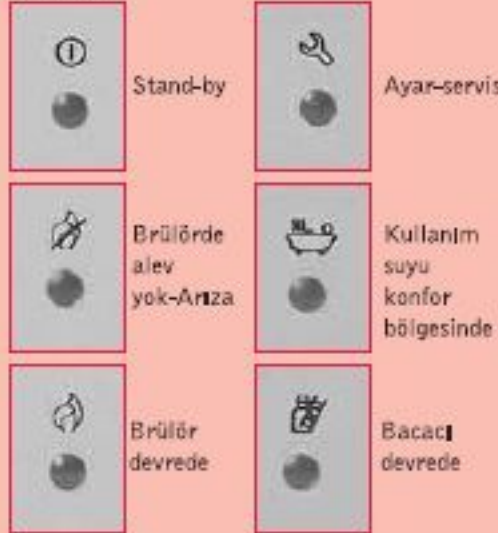 Stand-by
Ayar-servis
Brülörde
alev
yok-Arıza
Kullanım
suyu
konfor
bölgesinde
Brülör
devrede
Bacacı
devrede